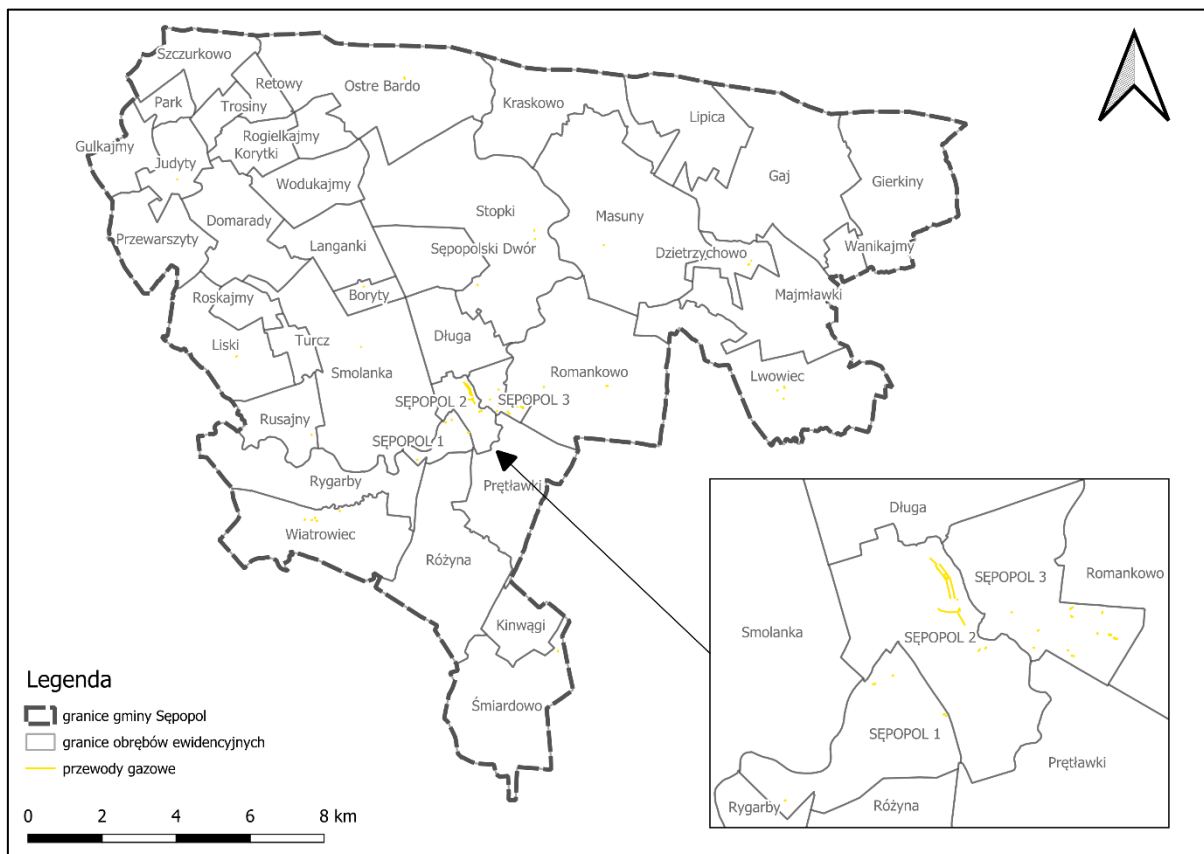 Szczurkowo
Retowy
Ostre Bardo
Park
Trosiny
Kraskowo
Lipica
Gulkajmy
Rogielkajmy
Korytki
Judyty
Wodukajmy
Gaj
Gierkiny
Domarady
Stopki
Masuny
Przewarszyty
Langanki
Sępopolski Dwór
Dzietrzychowo
Wanikajmy
Roskajmy
Boryty
Majmławki
Liski
Turcz
Długa
Smolanka
Romankowo
Lwowiec
SĘPOPOL 2
SĘPOPOL 3
Rusajny
SĘPOPOL 1
Rygarby
Prętławki
Wiatrowiec
Różyna
Kinwągi
Śmiardowo
Długa
SĘPOPOL 3
Romankowo
Smolanka
SĘPOPOL 2
SĘPOPOL 1
Prętławki
Rygarby
Różyna
Legenda
granice gminy Sępopol
granice obrębów ewidencyjnych
przewody gazowe
0 2 4 6 8 km